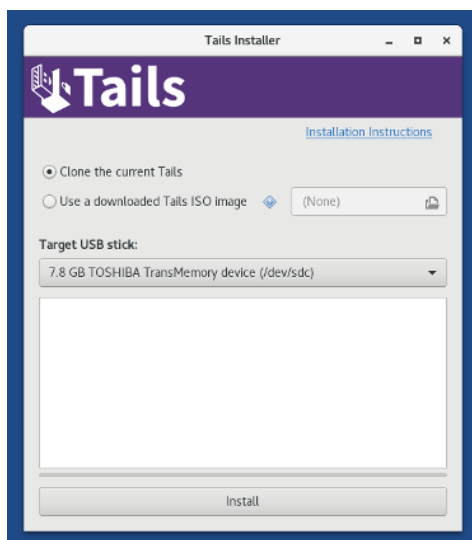 Tails Installer
Tails
Installation Instructions
Clone the current Tails
Use a downloaded Tails ISO image (None)
Target USB stick:
7.8 GB TOSHIBA TransMemory device (/dev/sdc)
Install